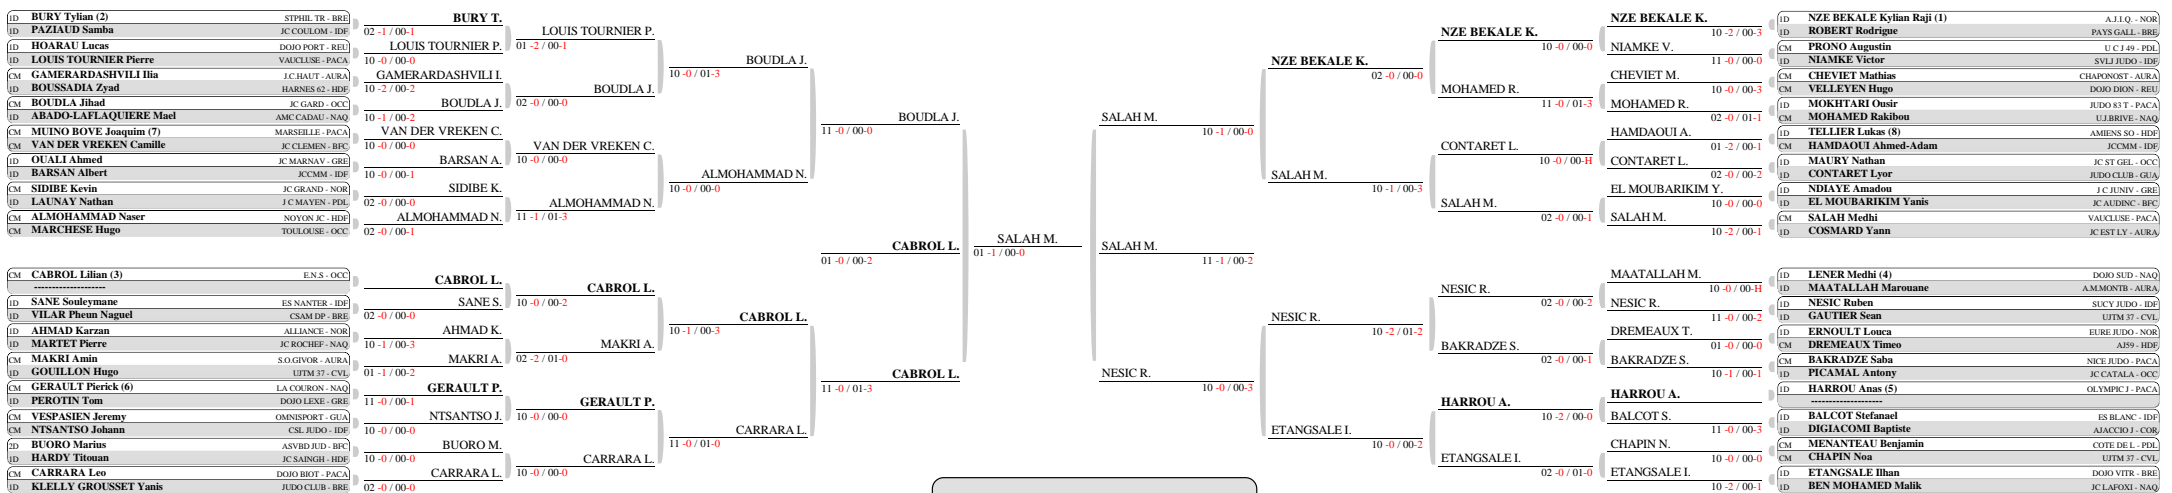 1D BURY Tylian (2) STPHIL TR - BRE
1D PAZIAUD Samba JC COULOM - IDF
1D HOARAU Lucas DOJO PORT - REU
1D LOUIS TOURNIER Pierre VAUCLUSE - PACA
CM GAMERARDASHVILI Ilia J.C.HAUT - AURA
1D BOUSSADIA Zyad HARNES 62 - HDF
CM BOUDLA Jihad JC GARD - OCC
1D ABADO-LAFLAQUIERE Mael AMC CADAU - NAQ
CM MUINO BOVE Joaquim (7) MARSEILLE - PACA
CM VAN DER VREKEN Camille JC CLEMEN - BFC
1D OUALI Ahmed JC MARNAV - GRE
1D BARSAN Albert JCCMM - IDF
CM SIDIBE Kevin JC GRAND - NOR
1D LAUNAY Nathan J C MAYEN - PDL
CM ALMOHAMMAD Naser NOYON JC - HDF
CM MARCHESE Hugo TOULOUSE - OCC
CM CABROL Lilian (3) E.N.S - OCC
--------------------
1D SANE Souleymane ES NANTER - IDF
1D VILAR Pheun Naguel CSAM DP - BRE
1D AHMAD Karzan ALLIANCE - NOR
1D MARTET Pierre JC ROCHEF - NAQ
CM MAKRI Amin S.O.GIVOR - AURA
1D GOUILLON Hugo UJTM 37 - CVL
CM GERAULT Pierick (6) LA COURON - NAQ
1D PEROTIN Tom DOJO LEXE - GRE
CM VESPASIEN Jeremy OMNISPORT - GUA
CM NTSANTSO Johann CSL JUDO - IDF
2D BUORO Marius ASVBD JUD - BFC
1D HARDY Titouan JC SAINGH - HDF
CM CARRARA Leo DOJO BIOT - PACA
1D KLELLY GROUSSET Yanis JUDO CLUB - BRE
BURY T.
02 -1 / 00-1
LOUIS TOURNIER P.
10 -0 / 00-0
GAMERARDASHVILI I.
10 -2 / 00-2
BOUDLA J.
10 -1 / 00-2
VAN DER VREKEN C.
10 -0 / 00-0
BARSAN A.
10 -0 / 00-1
SIDIBE K.
02 -0 / 00-0
ALMOHAMMAD N.
02 -0 / 00-1
CABROL L.
SANE S.
02 -0 / 00-0
AHMAD K.
10 -1 / 00-3
MAKRI A.
01 -1 / 00-2
GERAULT P.
11 -0 / 00-1
NTSANTSO J.
10 -0 / 00-0
BUORO M.
10 -0 / 00-0
CARRARA L.
02 -0 / 00-0
LOUIS TOURNIER P.
01 -2 / 00-1
BOUDLA J.
02 -0 / 00-0
VAN DER VREKEN C.
10 -0 / 00-0
ALMOHAMMAD N.
11 -1 / 01-3
CABROL L.
10 -0 / 00-2
MAKRI A.
02 -2 / 01-0
GERAULT P.
10 -0 / 00-0
CARRARA L.
10 -0 / 00-0
BOUDLA J.
10 -0 / 01-3
ALMOHAMMAD N.
10 -0 / 00-0
CABROL L.
10 -1 / 00-3
CARRARA L.
11 -0 / 01-0
BOUDLA J.
11 -0 / 00-0
CABROL L.
01 -0 / 00-2
CABROL L.
11 -0 / 01-3
SALAH M.
01 -1 / 00-0
SALAH M.
10 -1 / 00-0
SALAH M.
11 -1 / 00-2
NESIC R.
10 -0 / 00-3
NZE BEKALE K.
02 -0 / 00-0
SALAH M.
10 -1 / 00-3
NESIC R.
10 -2 / 01-2
ETANGSALE I.
10 -0 / 00-2
NZE BEKALE K.
10 -0 / 00-0
MOHAMED R.
11 -0 / 01-3
CONTARET L.
10 -0 / 00-H
SALAH M.
02 -0 / 00-1
NESIC R.
02 -0 / 00-2
BAKRADZE S.
02 -0 / 00-1
HARROU A.
10 -2 / 00-0
ETANGSALE I.
02 -0 / 01-0
NZE BEKALE K.
10 -2 / 00-3
NIAMKE V.
11 -0 / 00-0
CHEVIET M.
10 -0 / 00-3
MOHAMED R.
02 -0 / 01-1
HAMDAOUI A.
01 -2 / 00-1
CONTARET L.
02 -0 / 00-2
EL MOUBARIKIM Y.
10 -0 / 00-0
SALAH M.
10 -2 / 00-1
MAATALLAH M.
10 -0 / 00-H
NESIC R.
11 -0 / 00-2
DREMEAUX T.
01 -0 / 00-0
BAKRADZE S.
10 -1 / 00-1
HARROU A.
BALCOT S.
11 -0 / 00-3
CHAPIN N.
10 -0 / 00-0
ETANGSALE I.
10 -2 / 00-1
1D NZE BEKALE Kylian Raji (1) A.J.I.Q. - NOR
1D ROBERT Rodrigue PAYS GALL - BRE
CM PRONO Augustin U C J 49 - PDL
1D NIAMKE Victor SVLJ JUDO - IDF
CM CHEVIET Mathias CHAPONOST - AURA
CM VELLEYEN Hugo DOJO DION - REU
1D MOKHTARI Ousir JUDO 83 T - PACA
CM MOHAMED Rakibou U.J.BRIVE - NAQ
1D TELLIER Lukas (8) AMIENS SO - HDF
CM HAMDAOUI Ahmed-Adam JCCMM - IDF
1D MAURY Nathan JC ST GEL - OCC
1D CONTARET Lyor JUDO CLUB - GUA
1D NDIAYE Amadou J C JUNIV - GRE
1D EL MOUBARIKIM Yanis JC AUDINC - BFC
CM SALAH Medhi VAUCLUSE - PACA
1D COSMARD Yann JC EST LY - AURA
1D LENER Medhi (4) DOJO SUD - NAQ
1D MAATALLAH Marouane A.M.MONTB - AURA
1D NESIC Ruben SUCY JUDO - IDF
1D GAUTIER Sean UJTM 37 - CVL
1D ERNOULT Louca EURE JUDO - NOR
CM DREMEAUX Timeo AJ59 - HDF
CM BAKRADZE Saba NICE JUDO - PACA
1D PICAMAL Antony JC CATALA - OCC
1D HARROU Anas (5) OLYMPIC J - PACA
--------------------
1D BALCOT Stefanael ES BLANC - IDF
1D DIGIACOMI Baptiste AJACCIO J - COR
CM MENANTEAU Benjamin COTE DE L - PDL
CM CHAPIN Noa UJTM 37 - CVL
1D ETANGSALE Ilhan DOJO VITR - BRE
1D BEN MOHAMED Malik JC LAFOXI - NAQ